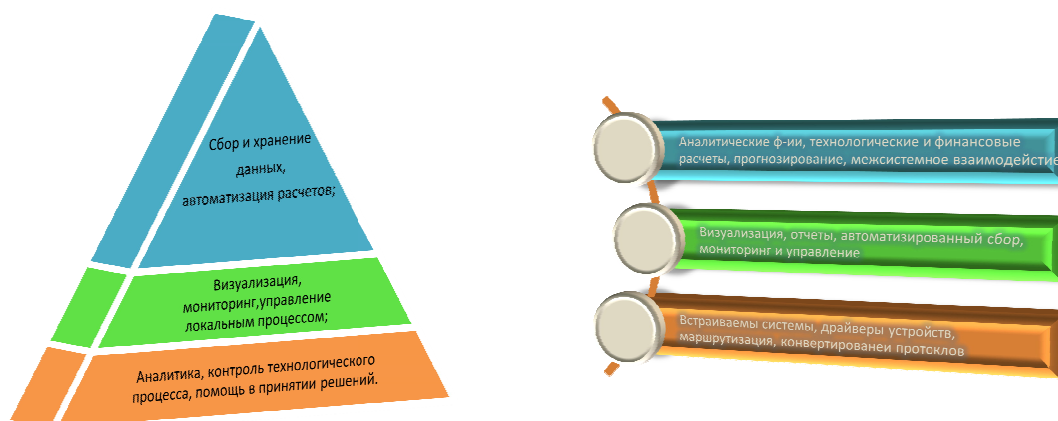 Сбор и хранение
данных,
автоматизация расчетов;
Визуализация,
мониторинг,управление
локальным процессом;
Аналитика, контроль технологического
процесса, помощь в принятии решений.
Аналитические ф-ии, технологические и финансовые
расчеты, прогнозирование, межсистемное взаимодействие
Визуализация, отчеты, автоматизированный сбор,
мониторинг и управление
Встраиваемы системы, драйверы устройств,
маршрутизация, конвертированеи протсклов